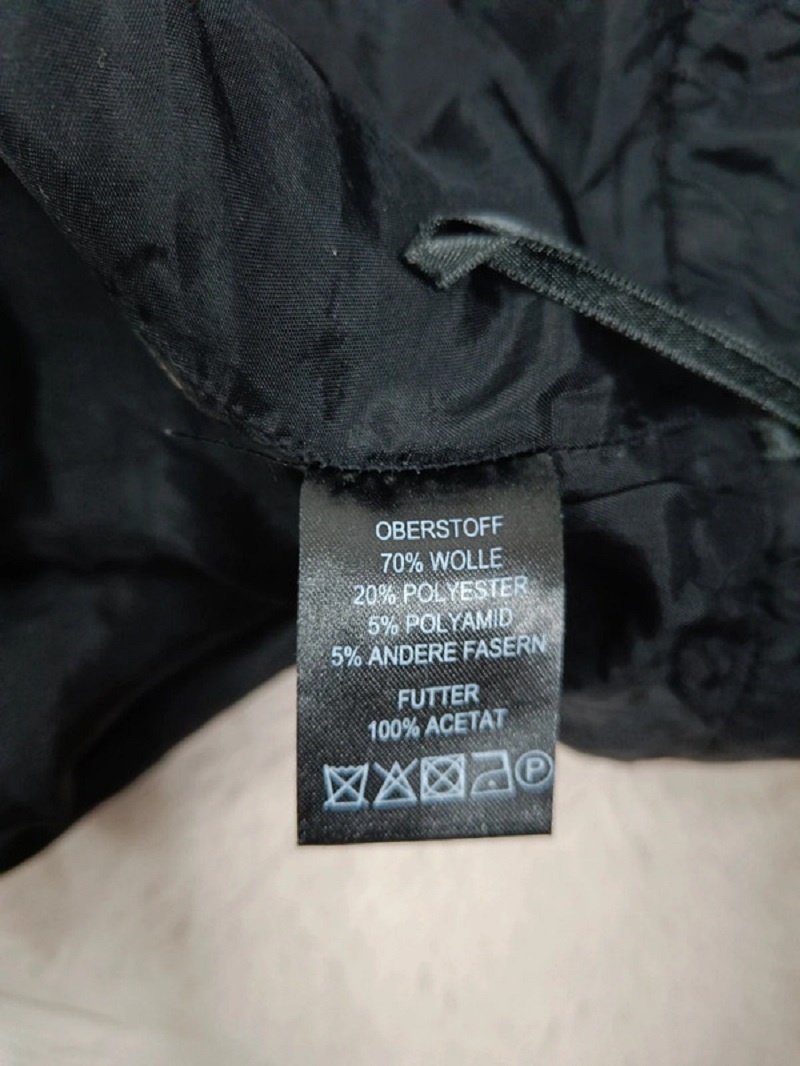 OBERSTOFF
70% WOLLE
20% POLYESTER
5% POLYAMID
5% ANDERE FASERN
FUTTER
100% ACETAT
P